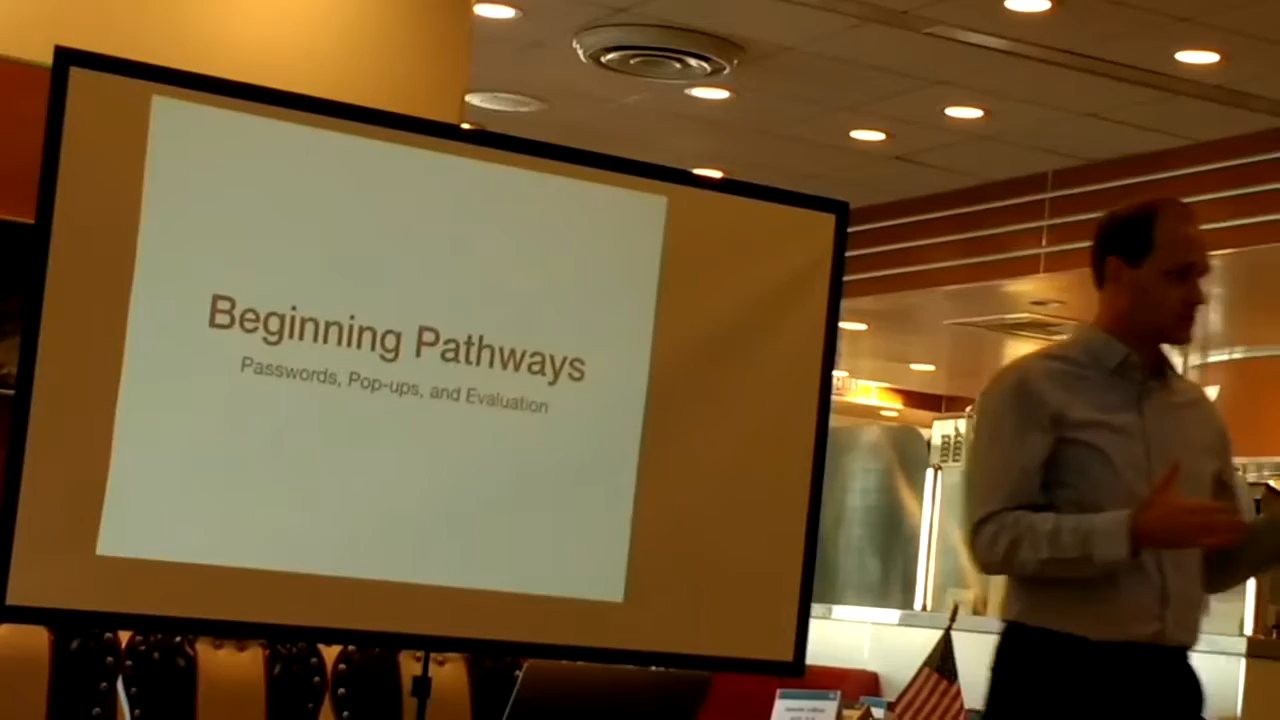 Beginning Pathways
Passwords, Pop-ups, and Evaluation